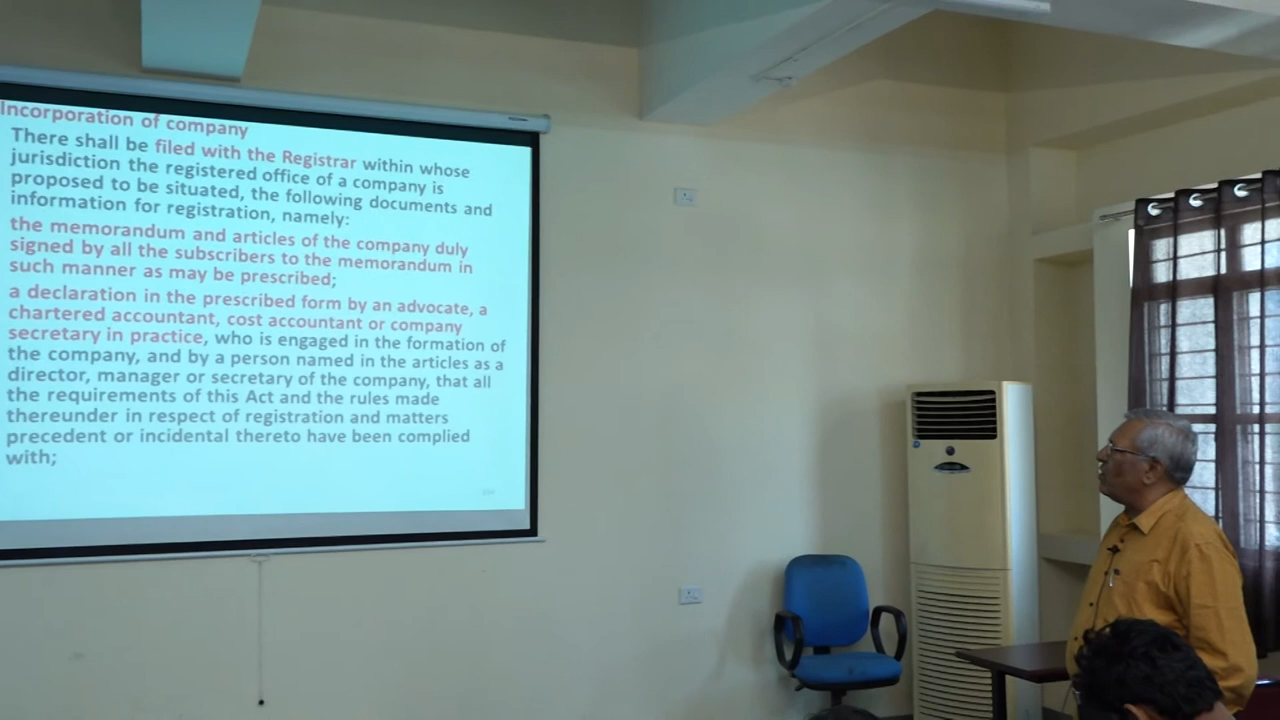 Incorporation of company
There shall be filed with the Registrar within whose
jurisdiction the registered office of a company is
proposed to be situated, the following documents and
information for registration, namely:
the memorandum and articles of the company duly
signed by all the subscribers to the memorandum in
such manner as may be prescribed;
a declaration in the prescribed form by an advocate, a
chartered accountant, cost accountant or company
secretary in practice, who is engaged in the formation of
the company, and by a person named in the articles as a
director, manager or secretary of the company, that all
the requirements of this Act and the rules made
thereunder in respect of registration and matters
precedent or incidental thereto have been complied
with;